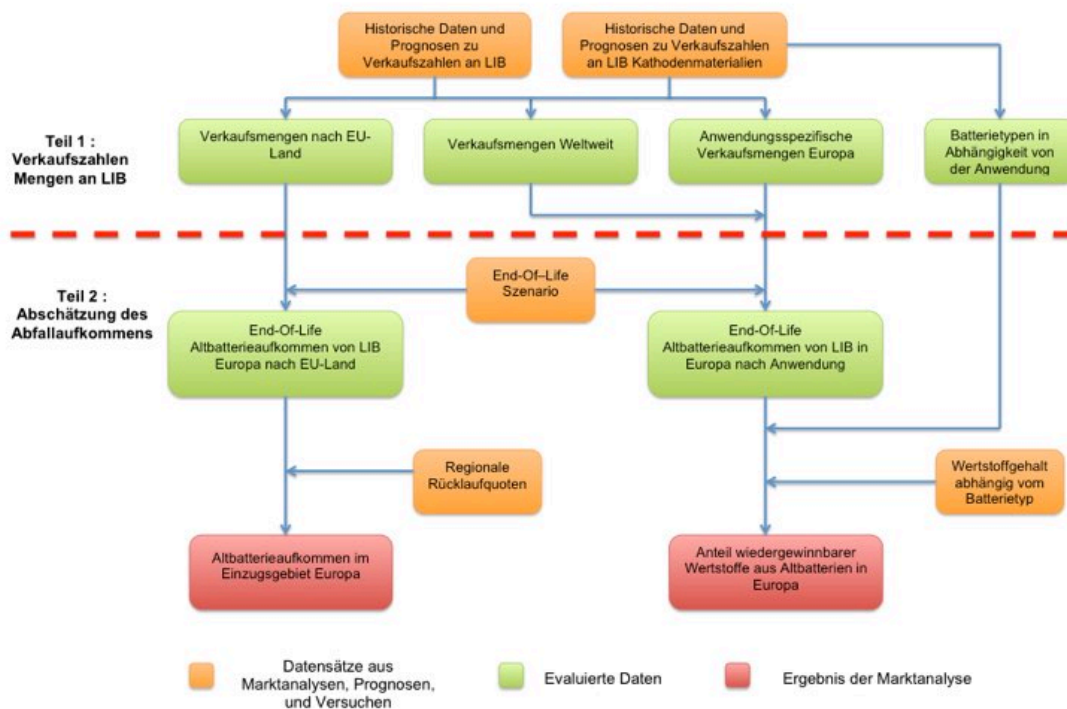 Historische Daten und
Prognosen zu
Verkaufszahlen an LIB
Historische Daten und
Prognosen zu Verkaufszahlen
an LIB Kathodenmaterialien
Teil 1 :
Verkaufszahlen
Mengen an LIB
Verkaufsmengen nach EU-
Land
Verkaufsmengen Weltweit
Anwendungsspezifische
Verkaufsmengen Europa
Batterietypen in
Abhängigkeit von
der Anwendung
Teil 2 :
Abschätzung des
Abfallaufkommens
End-Of–Life
Szenario
End-Of-Life
Altbatterieaufkommen von LIB
Europa nach EU-Land
End-Of-Life
Altbatterieaufkommen von LIB in
Europa nach Anwendung
Regionale
Rücklaufquoten
Wertstoffgehalt
abhängig vom
Batterietyp
Altbatterieaufkommen im
Einzugsgebiet Europa
Anteil wiedergewinnbarer
Wertstoffe aus Altbatterien in
Europa
Datensätze aus
Marktanalysen, Prognosen,
und Versuchen
Evaluierte Daten
Ergebnis der Marktanalyse